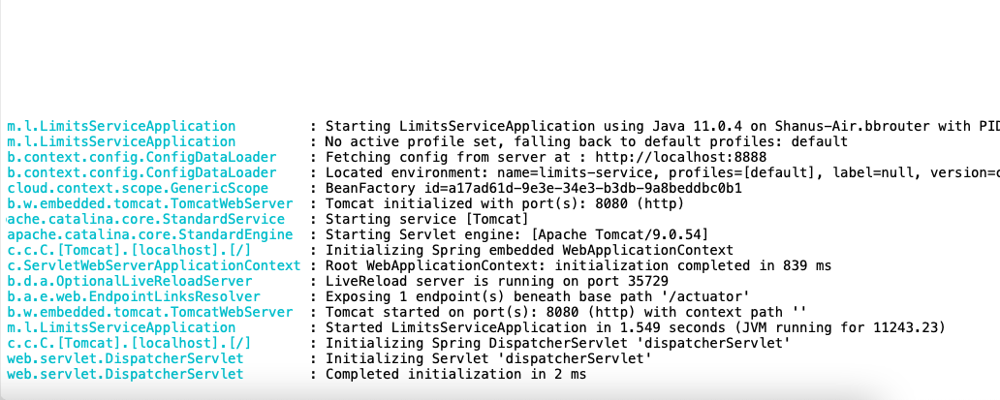 m.l.LimitsServiceApplication : Starting LimitsServiceApplication using Java 11.0.4 on Shanus-Air.bbrouter with PID
m.l.LimitsServiceApplication : No active profile set, falling back to default profiles: default
b.context.config.ConfigDataLoader : Fetching config from server at : http://localhost:8888
b.context.config.ConfigDataLoader : Located environment: name=limits-service, profiles=[default], label=null, version=c
cloud.context.scope.GenericScope : BeanFactory id=a17ad61d-9e3e-34e3-b3db-9a8beddbc0b1
b.w.embedded.tomcat.TomcatWebServer : Tomcat initialized with port(s): 8080 (http)
ache.catalina.core.StandardService : Starting service [Tomcat]
apache.catalina.core.StandardEngine : Starting Servlet engine: [Apache Tomcat/9.0.54]
c.c.C.[Tomcat].[localhost].[/] : Initializing Spring embedded WebApplicationContext
c.ServletWebServerApplicationContext : Root WebApplicationContext: initialization completed in 839 ms
b.d.a.OptionalLiveReloadServer : LiveReload server is running on port 35729
b.a.e.web.EndpointLinksResolver : Exposing 1 endpoint(s) beneath base path '/actuator'
b.w.embedded.tomcat.TomcatWebServer : Tomcat started on port(s): 8080 (http) with context path ''
m.l.LimitsServiceApplication : Started LimitsServiceApplication in 1.549 seconds (JVM running for 11243.23)
c.c.C.[Tomcat].[localhost].[/] : Initializing Spring DispatcherServlet 'dispatcherServlet'
web.servlet.DispatcherServlet : Initializing Servlet 'dispatcherServlet'
web.servlet.DispatcherServlet : Completed initialization in 2 ms